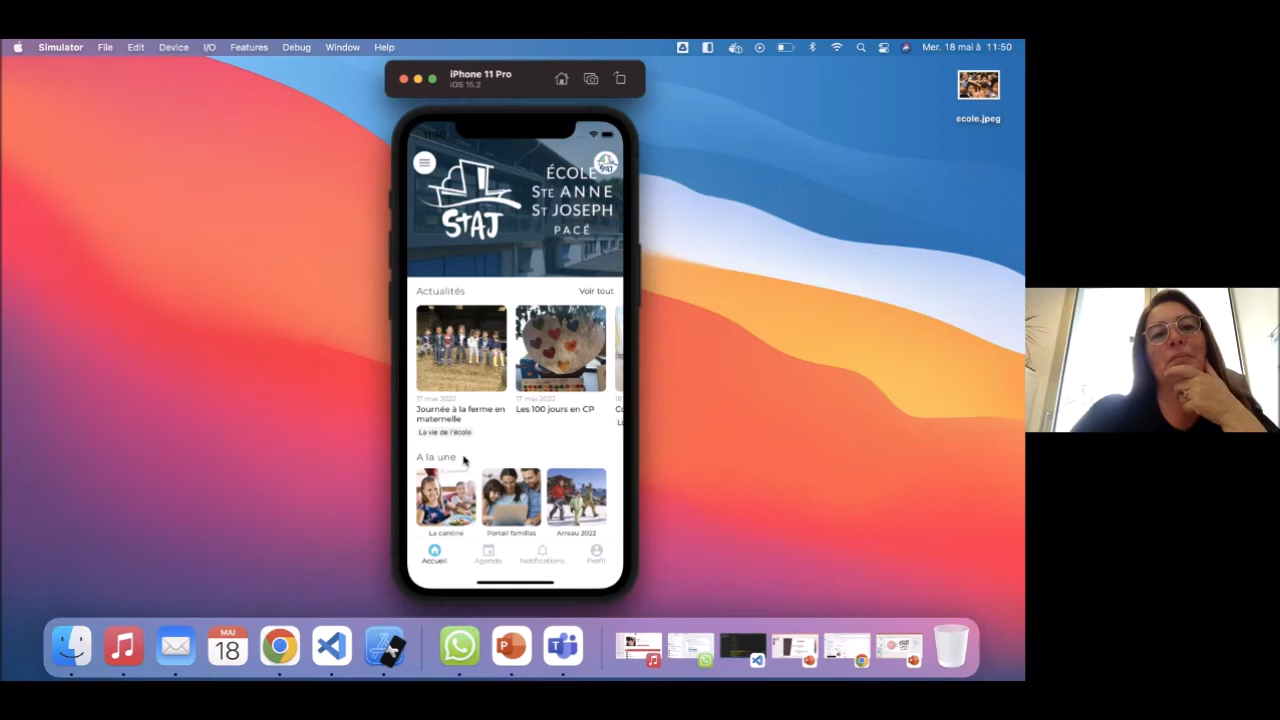 Simulator File Edit Device I/O Features Debug Window Help Mer. 18 mai à 11:50
iPhone 11 Pro
iOS 15.2
ecole.jpeg
11:50
ÉCOLE
STE ANNE
ST JOSEPH
PACÉ
STAJ
Actualités Voir tout
17 mai 2022 17 mai 2022
Journée à la ferme en
maternelle
Les 100 jours en CP
La vie de l'école
A la une
La cantine Portail familles Arreau 2022
Accueil Agenda Notifications Profil
MAI
18